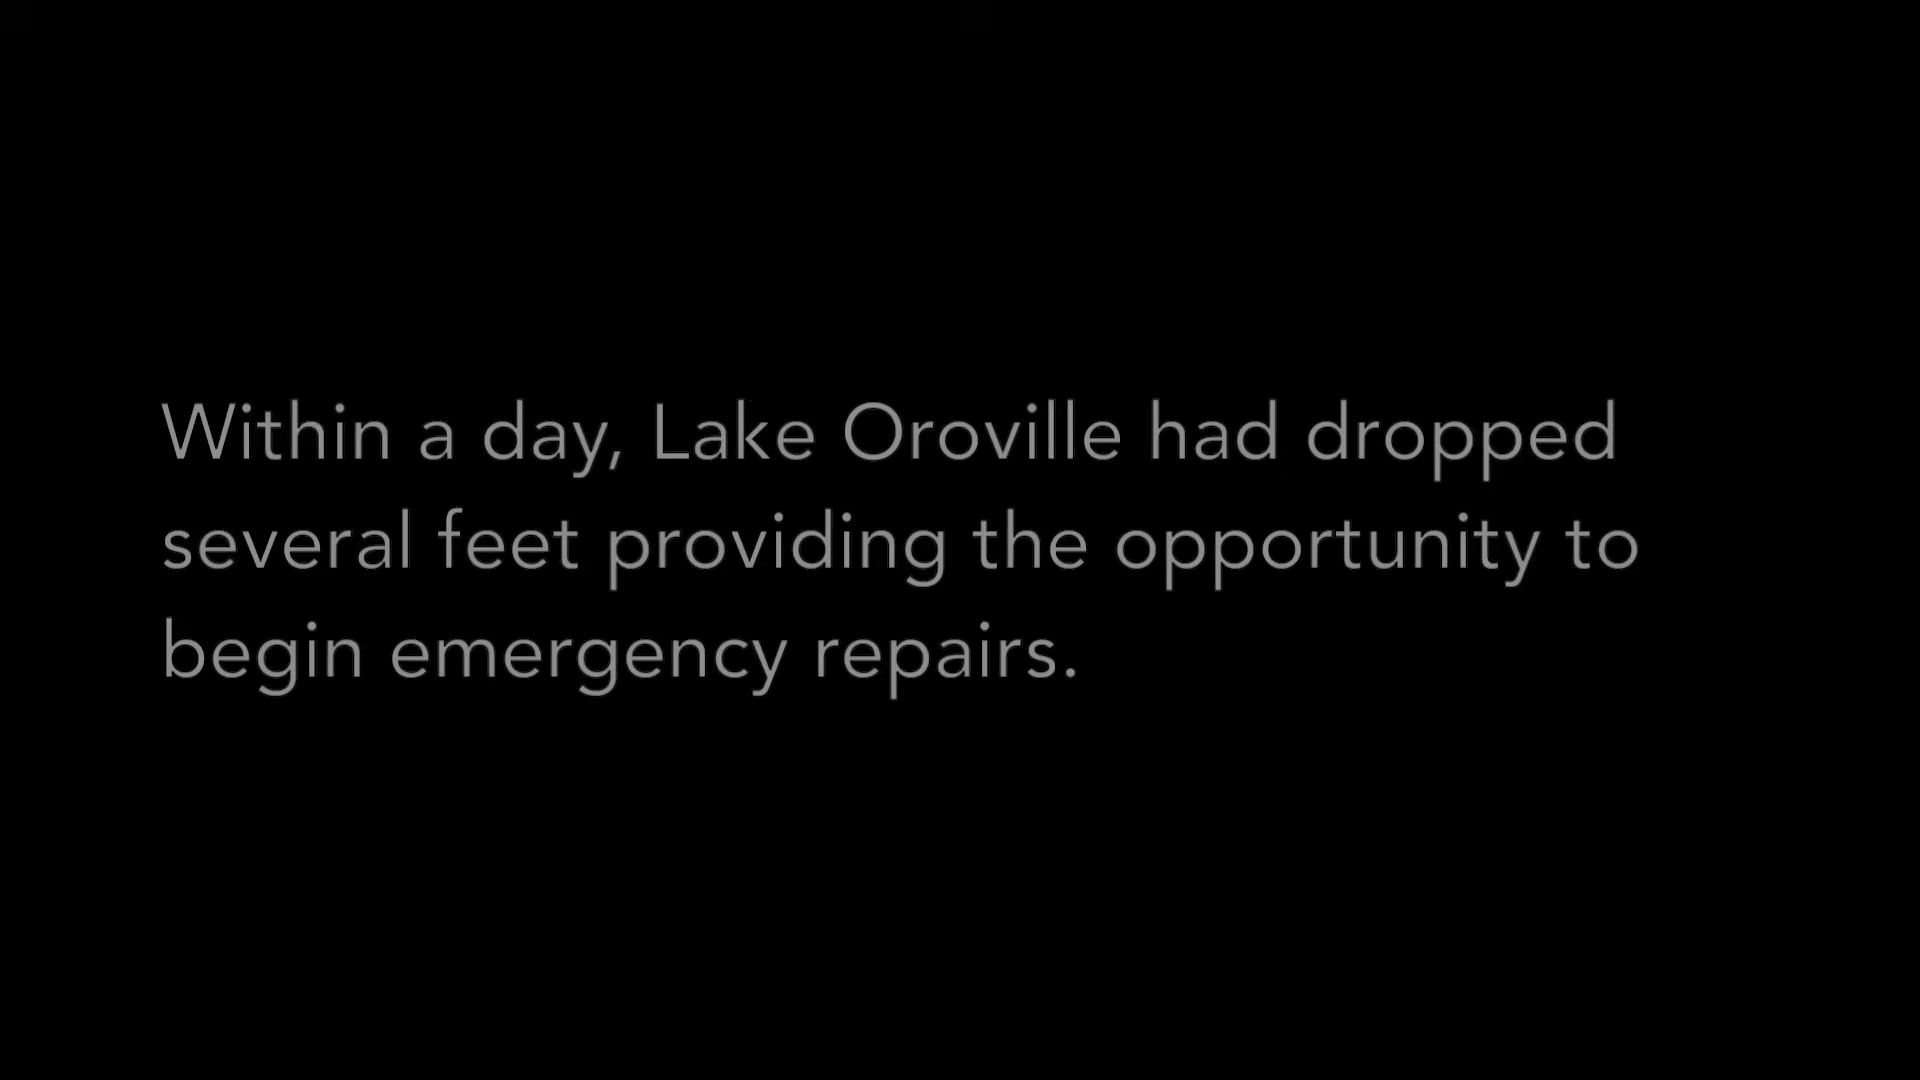 Within a day, Lake Oroville had dropped
several feet providing the opportunity to
begin emergency repairs.